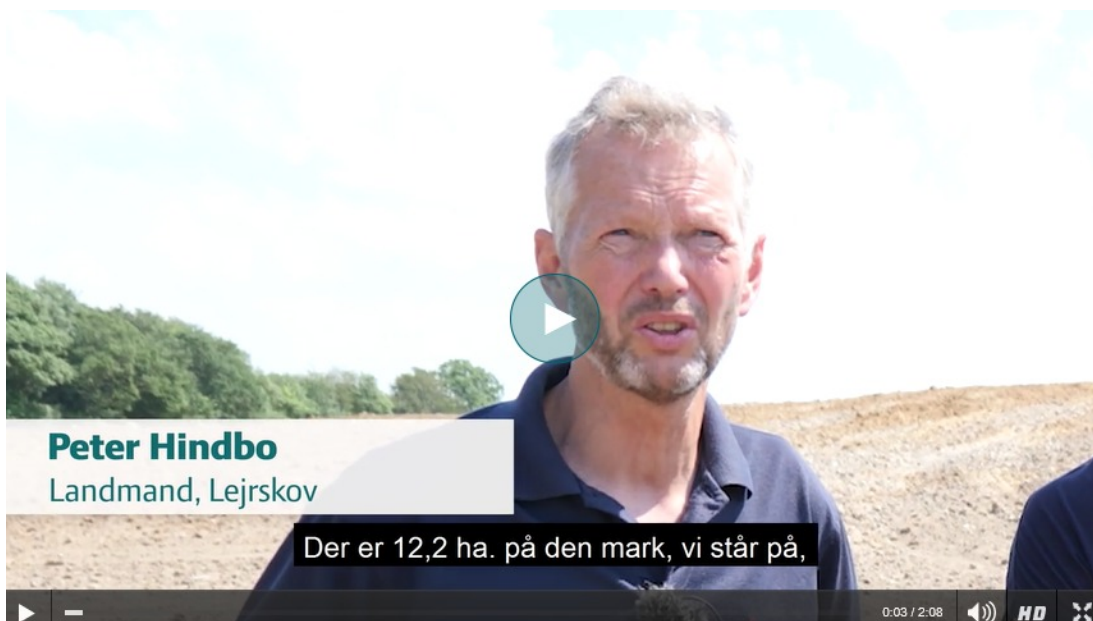 Peter Hindbo
Landmand, Lejrskov
Der er 12,2 ha. på den mark, vi står på,
0:03 / 2:08
HD